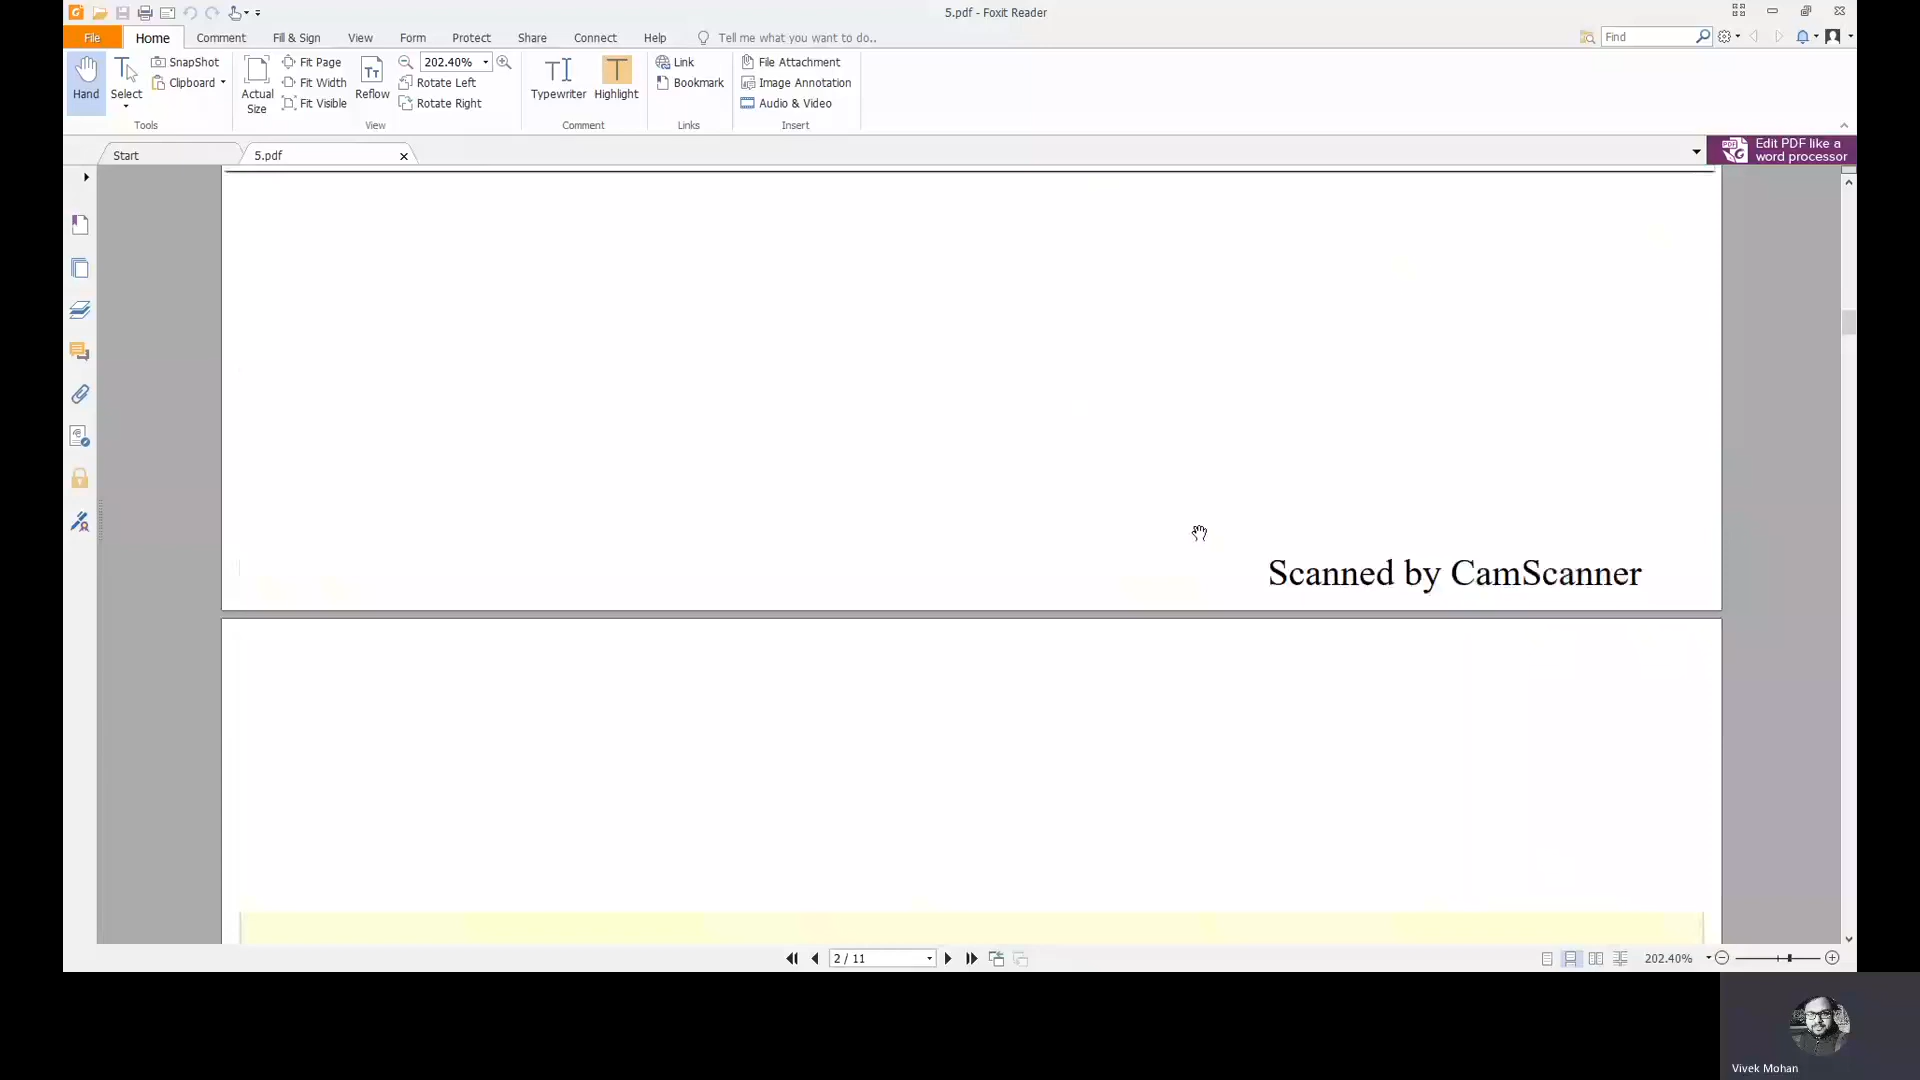 5.pdf - Foxit Reader
File Home Comment Fill & Sign View Form Protect Share Connect Help Tell me what you want to do.. Find
Hand
Select
SnapShot
Clipboard
Tools
Actual
Size
Fit Page
Fit Width
Fit Visible
Reflow
202.40%
Rotate Left
Rotate Right
View
Typewriter
Highlight
Comment
Link
Bookmark
Links
File Attachment
Image Annotation
Audio & Video
Insert
Start
5.pdf
Edit PDF like a
word processor
Scanned by CamScanner
2 / 11
202.40%
Vivek Mohan